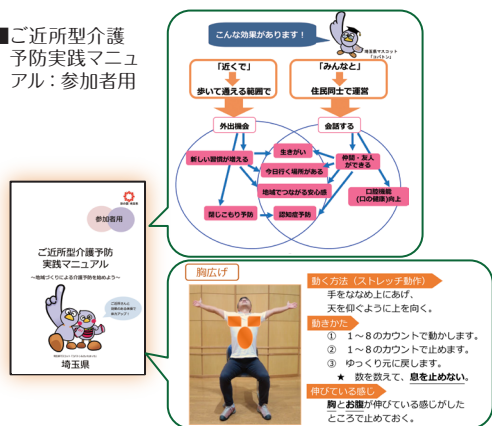 ■ご近所型介護
予防実践マニュ
アル：参加者用
こんな効果があります！
埼玉県マスコット
「コバトン」
「近くで」
歩いて通える範囲で
「みんなと」
住民同士で運営
外出機会
会話する
生きがい
新しい習慣が増える
仲間・友人
ができる
今日行く場所がある
地域でつながる安心感
口腔機能
(口の健康)向上
閉じこもり予防
認知症予防
参加者用
ご近所型介護予防
実践マニュアル
～地域づくりによる介護予防を始めよう～
埼玉県
胸広げ
動く方法（ストレッチ動作）
手をななめ上にあげ、
天を仰ぐように上を向く。
動きかた
① 1～8のカウントで動かします。
② 1～8のカウントで止めます。
③ ゆっくり元に戻します。
★ 数を数えて、息を止めない。
伸びている感じ
胸とお腹が伸びている感じがした
ところで止めておく。